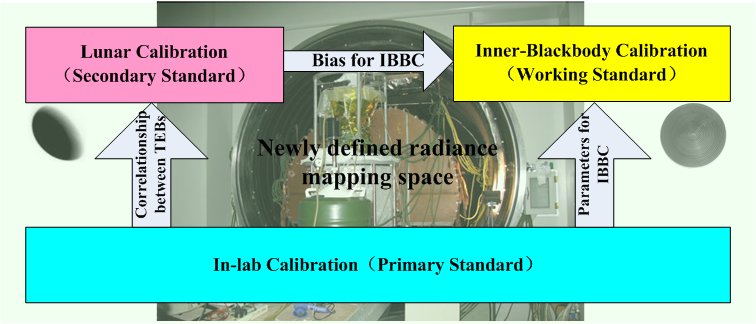 Lunar Calibration
（Secondary Standard）
Bias for IBBC
Inner-Blackbody Calibration
（Working Standard）
Correlationship
between TEBs
Newly defined radiance
mapping space
Parameters for
IBBC
In-lab Calibration（Primary Standard）